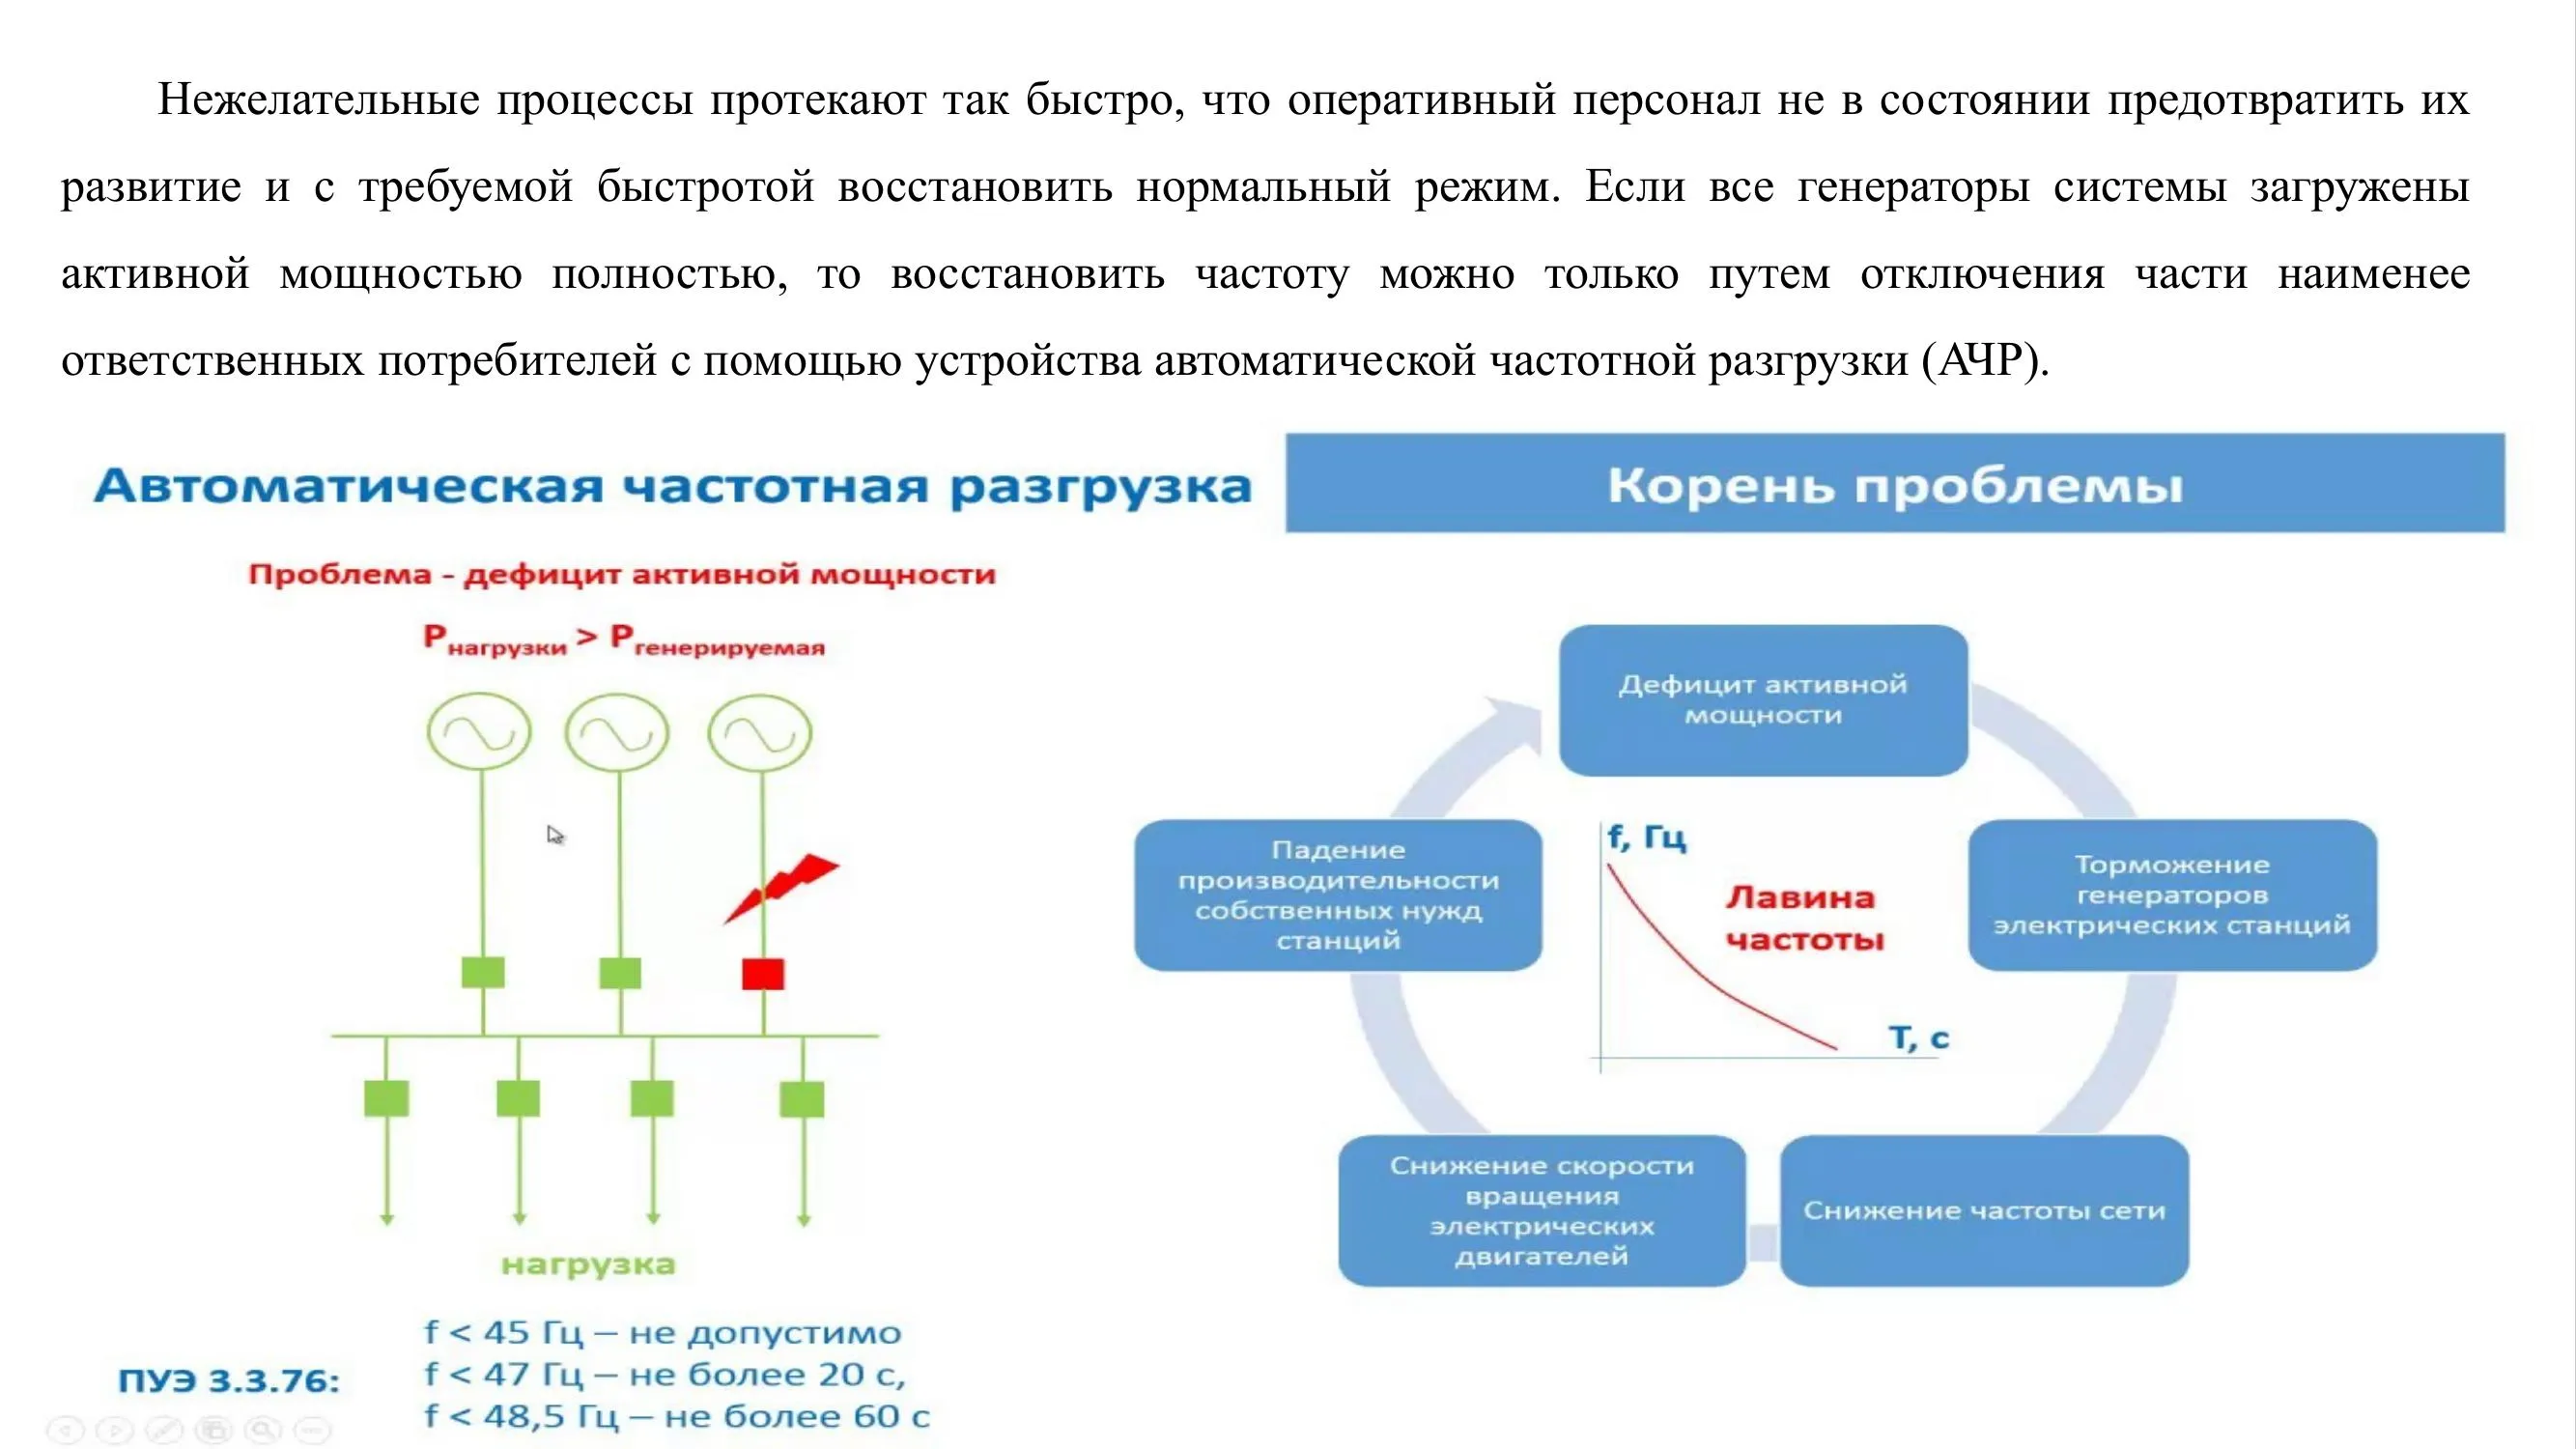 Нежелательные процессы протекают так быстро, что оперативный персонал не в состоянии предотвратить их
развитие и с требуемой быстротой восстановить нормальный режим. Если все генераторы системы загружены
активной мощностью полностью, то восстановить частоту можно только путем отключения части наименее
ответственных потребителей с помощью устройства автоматической частотной разгрузки (АЧР).
Автоматическая частотная разгрузка
Проблема - дефицит активной мощности
Pнагрузки > Pгенерируемая
нагрузка
ПУЭ 3.3.76:
f < 45 Гц – не допустимо
f < 47 Гц – не более 20 с,
f < 48,5 Гц – не более 60 с
Корень проблемы
Дефицит активной
мощности
Торможение
генераторов
электрических станций
Снижение частоты сети
Снижение скорости
вращения
электрических
двигателей
Падение
производительности
собственных нужд
станций
f, Гц
Лавина
частоты
T, с